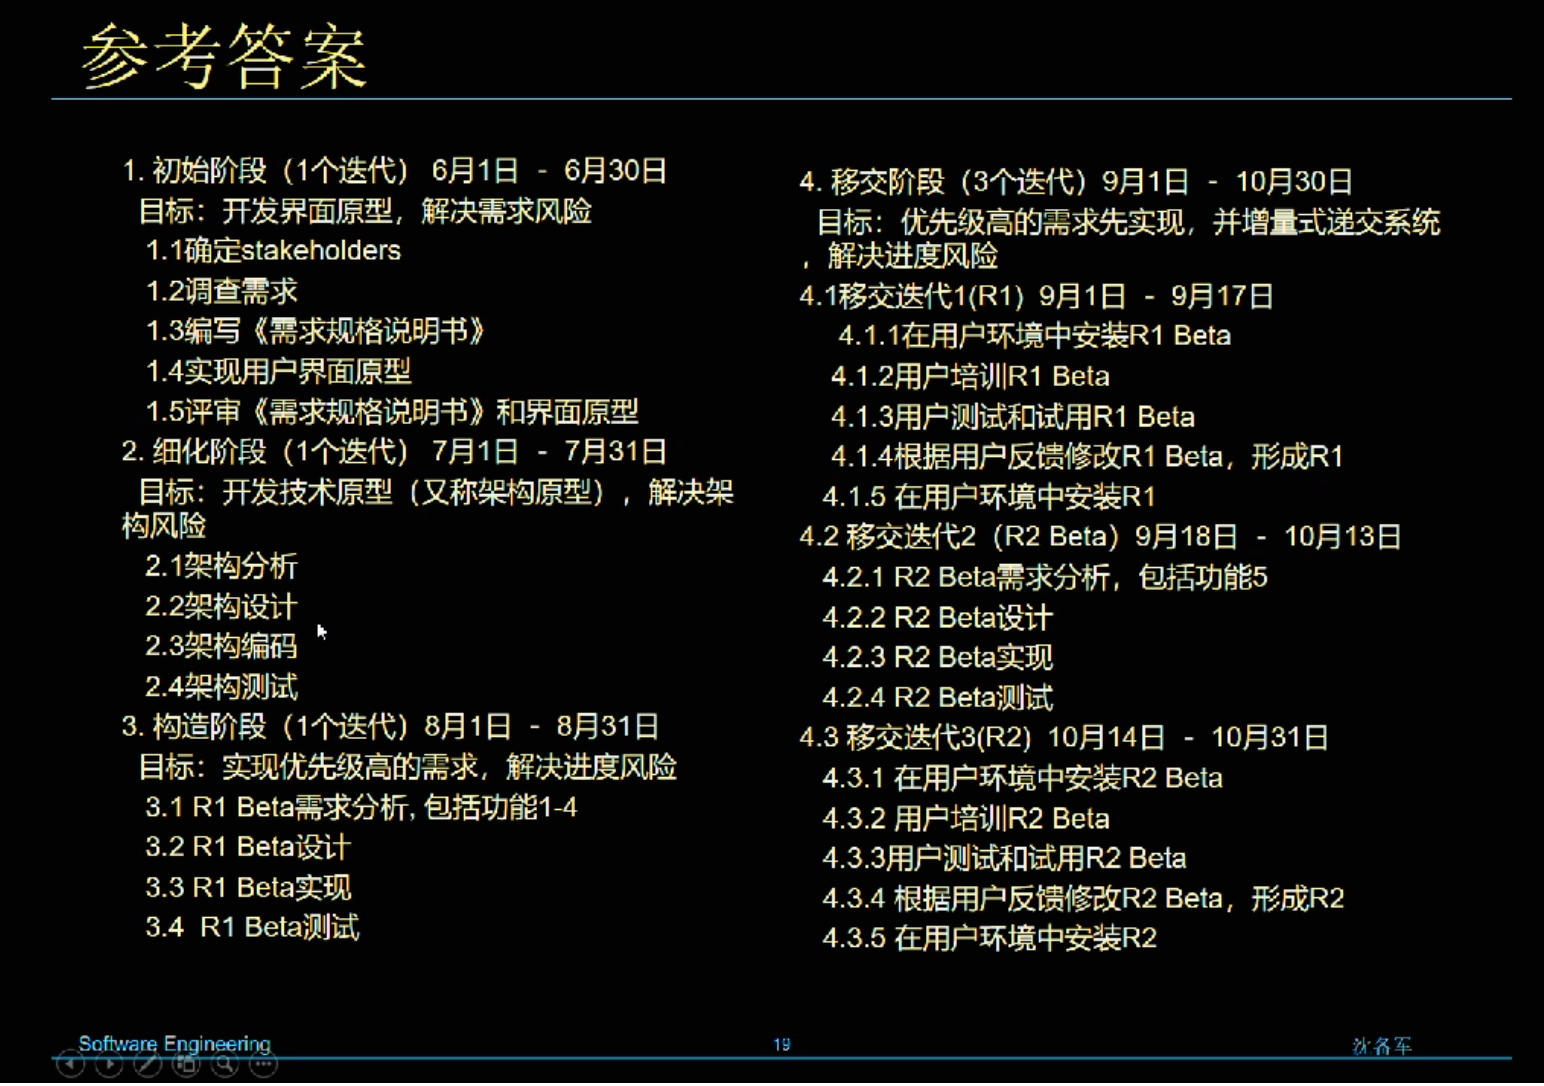 参考答案
1. 初始阶段（1个迭代） 6月1日 - 6月30日
目标：开发界面原型，解决需求风险
1.1确定stakeholders
1.2调查需求
1.3编写《需求规格说明书》
1.4实现用户界面原型
1.5评审《需求规格说明书》和界面原型
2. 细化阶段（1个迭代） 7月1日 - 7月31日
目标：开发技术原型（又称架构原型），解决架
构风险
2.1架构分析
2.2架构设计
2.3架构编码
2.4架构测试
3. 构造阶段（1个迭代）8月1日 - 8月31日
目标：实现优先级高的需求，解决进度风险
3.1 R1 Beta需求分析, 包括功能1-4
3.2 R1 Beta设计
3.3 R1 Beta实现
3.4 R1 Beta测试
4. 移交阶段（3个迭代）9月1日 - 10月30日
目标：优先级高的需求先实现，并增量式递交系统
，解决进度风险
4.1移交迭代1(R1) 9月1日 - 9月17日
4.1.1在用户环境中安装R1 Beta
4.1.2用户培训R1 Beta
4.1.3用户测试和试用R1 Beta
4.1.4根据用户反馈修改R1 Beta，形成R1
4.1.5 在用户环境中安装R1
4.2 移交迭代2（R2 Beta）9月18日 - 10月13日
4.2.1 R2 Beta需求分析，包括功能5
4.2.2 R2 Beta设计
4.2.3 R2 Beta实现
4.2.4 R2 Beta测试
4.3 移交迭代3(R2) 10月14日 - 10月31日
4.3.1 在用户环境中安装R2 Beta
4.3.2 用户培训R2 Beta
4.3.3用户测试和试用R2 Beta
4.3.4 根据用户反馈修改R2 Beta，形成R2
4.3.5 在用户环境中安装R2
Software Engineering
19
沈备军